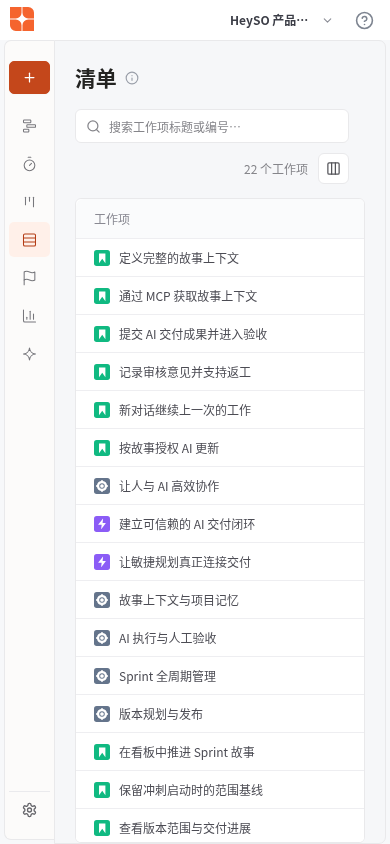 HeySO 产品···
清单
搜索工作项标题或编号···
22 个工作项
工作项
定义完整的故事上下文
通过 MCP 获取故事上下文
提交 AI 交付成果并进入验收
记录审核意见并支持返工
新对话继续上一次的工作
按故事授权 AI 更新
让人与 AI 高效协作
建立可信赖的 AI 交付闭环
让敏捷规划真正连接交付
故事上下文与项目记忆
AI 执行与人工验收
Sprint 全周期管理
版本规划与发布
在看板中推进 Sprint 故事
保留冲刺启动时的范围基线
查看版本范围与交付进展